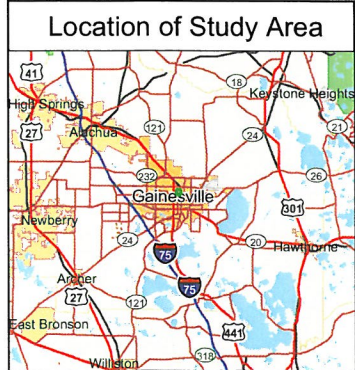 Location of Study Area
41
18
High Springs
Keystone Heights
27
Alachua
121
24
21
232
26
Gainesville
301
Newberry
24
20
Hawthorne
75
Archer
75
27
121
East Bronson
441
Williston
318